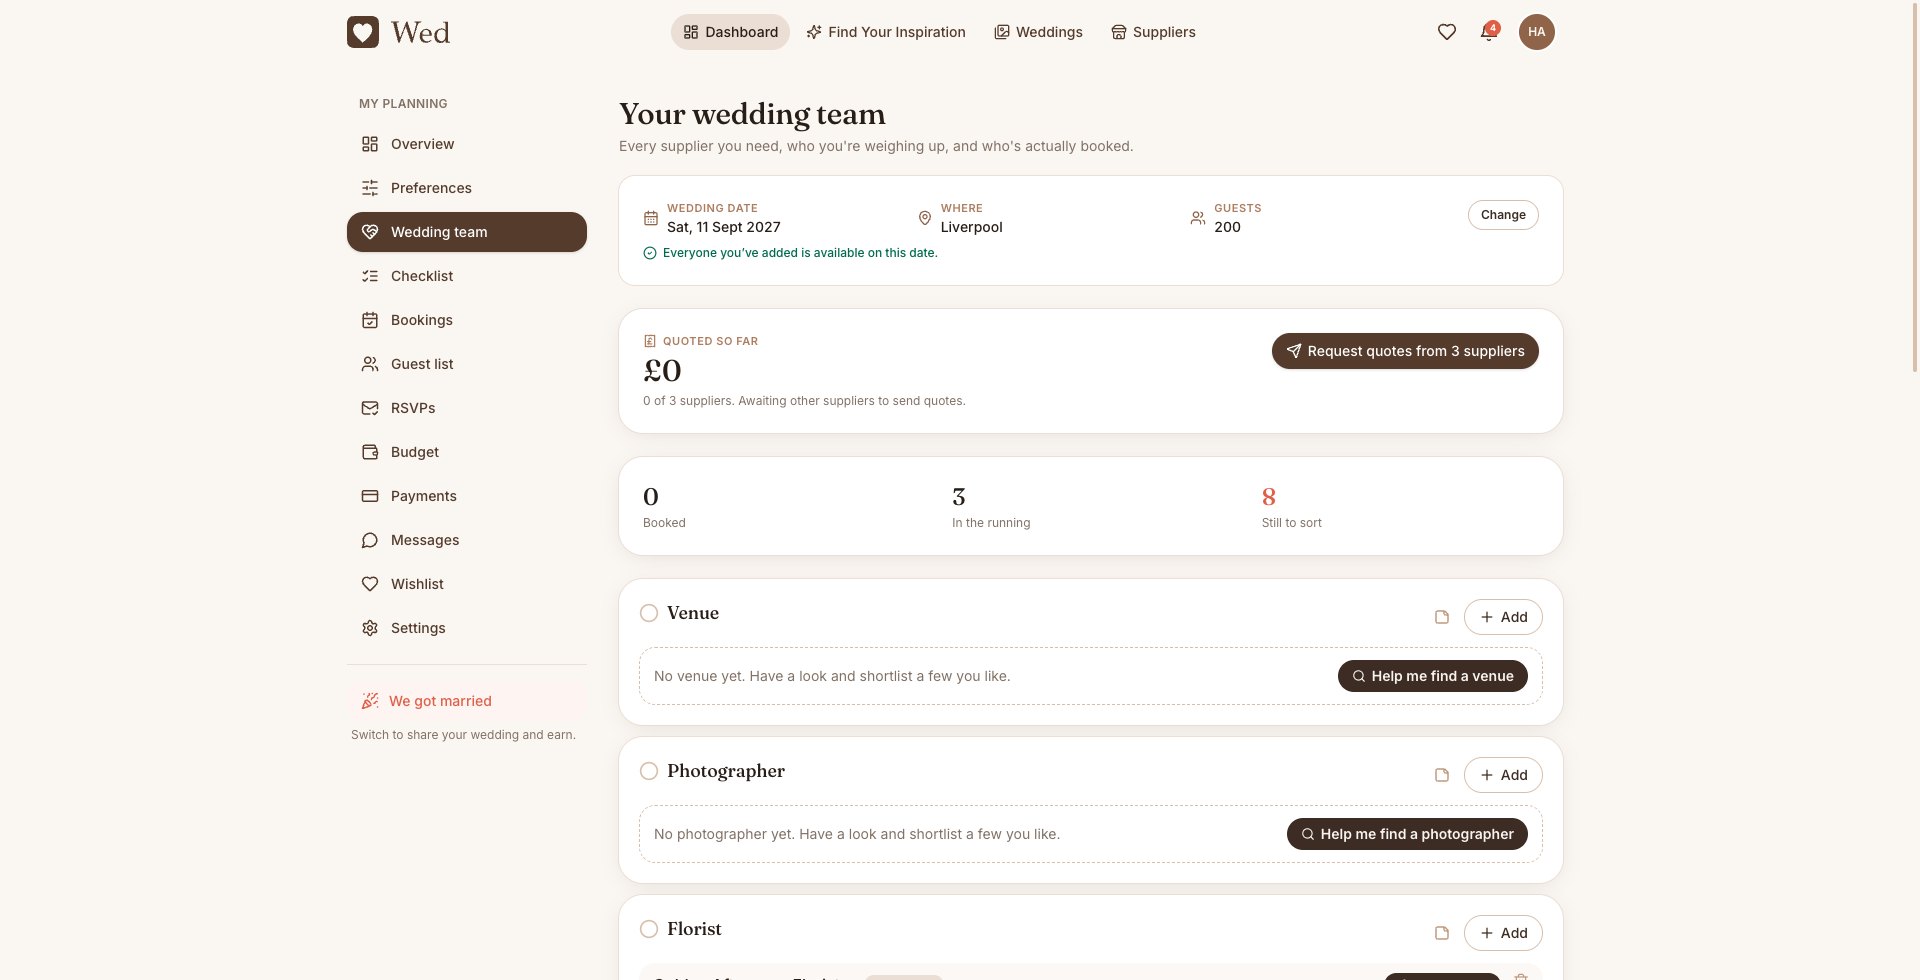 Wed
Dashboard
Find Your Inspiration
Weddings
Suppliers
4
HA
MY PLANNING
Overview
Preferences
Wedding team
Checklist
Bookings
Guest list
RSVPs
Budget
Payments
Messages
Wishlist
Settings
We got married
Switch to share your wedding and earn.
Your wedding team
Every supplier you need, who you're weighing up, and who's actually booked.
WEDDING DATE
Sat, 11 Sept 2027
WHERE
Liverpool
GUESTS
200
Change
Everyone you’ve added is available on this date.
QUOTED SO FAR
£0
0 of 3 suppliers. Awaiting other suppliers to send quotes.
Request quotes from 3 suppliers
0
Booked
3
In the running
8
Still to sort
Venue
Add
No venue yet. Have a look and shortlist a few you like.
Help me find a venue
Photographer
Add
No photographer yet. Have a look and shortlist a few you like.
Help me find a photographer
Florist
Add